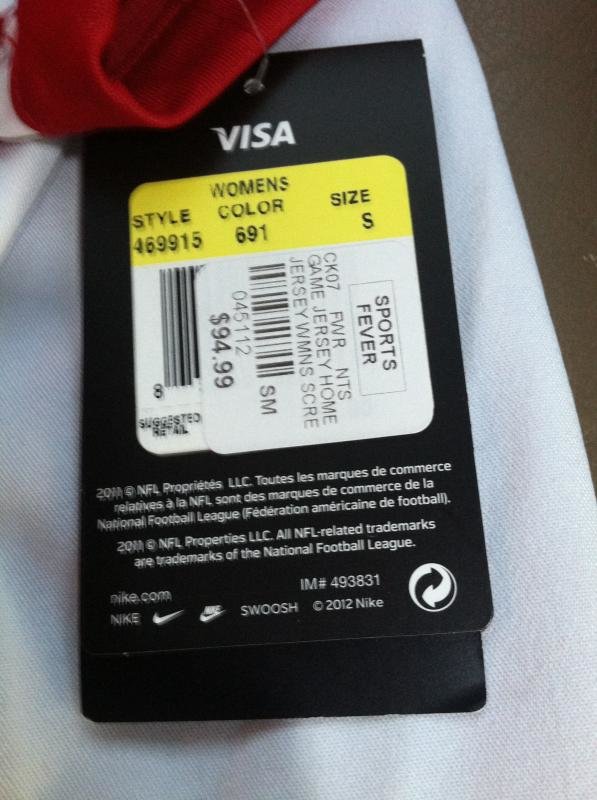 VISA
WOMENS
STYLE COLOR SIZE
469915 691 S
SPORTS
FEVER
CK07 FWR NTS
GAME JERSEY HOME
JERSEY WMNS SCRE
SM
045112
$94.99
8
SUGGESTED
RETAIL
2011 © NFL Propriétés LLC. Toutes les marques de commerce
relatives à la NFL sont des marques de commerce de la
National Football League (Fédération américaine de football).
2011 © NFL Properties LLC. All NFL-related trademarks
are trademarks of the National Football League.
nike.com IM# 493831
NIKE NIKE SWOOSH © 2012 Nike